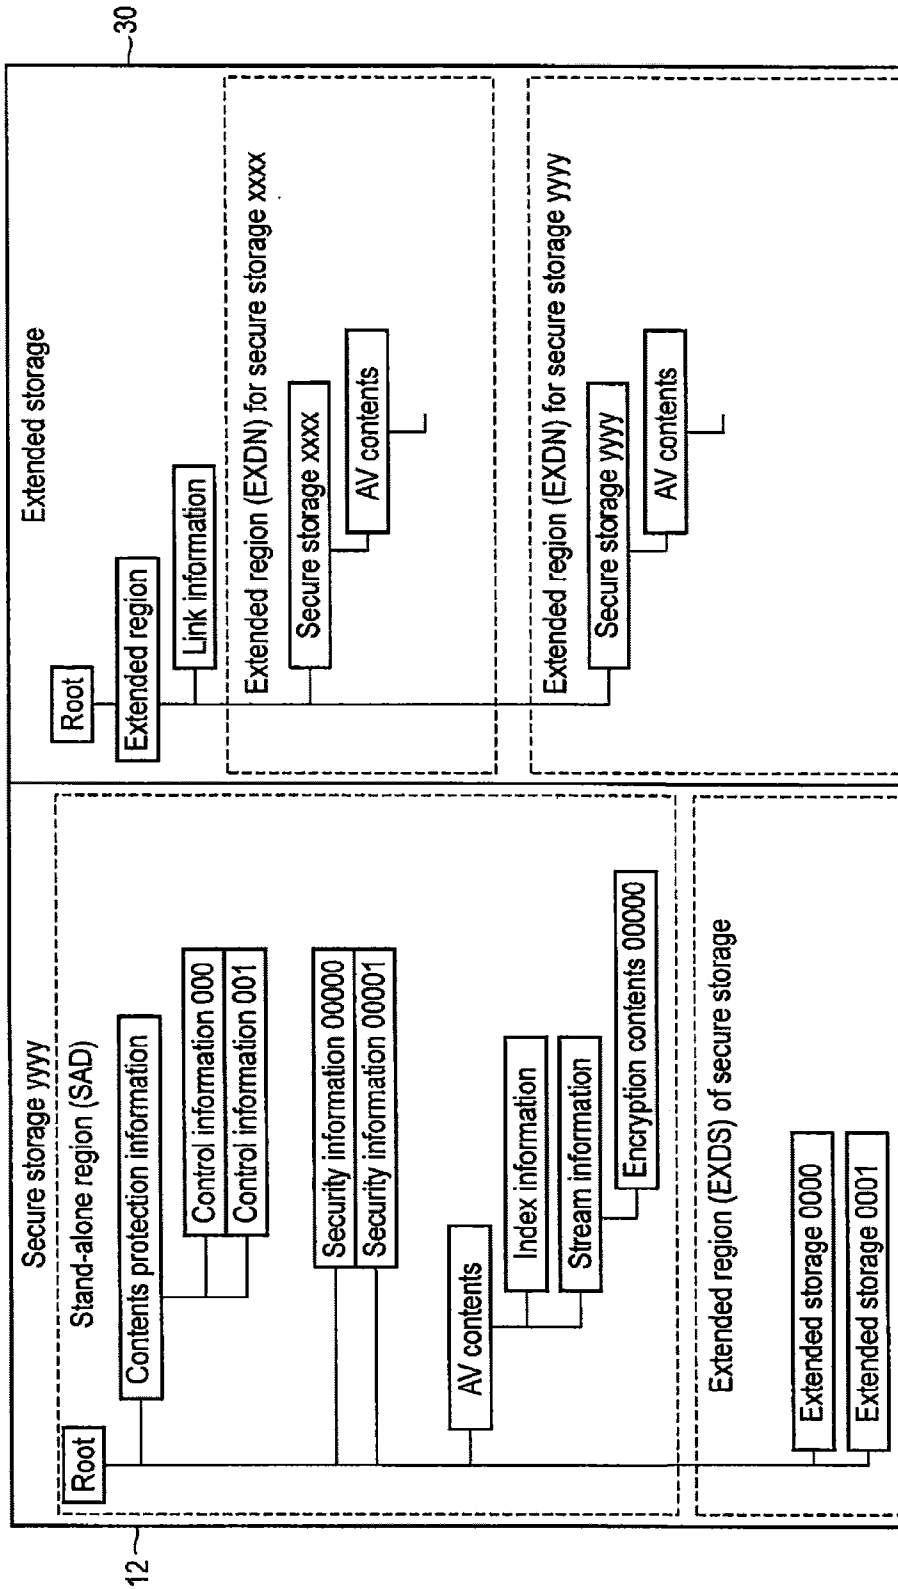 12
Secure storage yyyy
Stand-alone region (SAD)
Root
Contents protection information
Control information 000
Control information 001
Security information 00000
Security information 00001
AV contents
Index information
Stream information
Encryption contents 00000
Extended region (EXDS) of secure storage
Extended storage 0000
Extended storage 0001
30
Extended storage
Root
Extended region
Link information
Extended region (EXDN) for secure storage xxxx
Secure storage xxxx
AV contents
Extended region (EXDN) for secure storage yyyy
Secure storage yyyy
AV contents